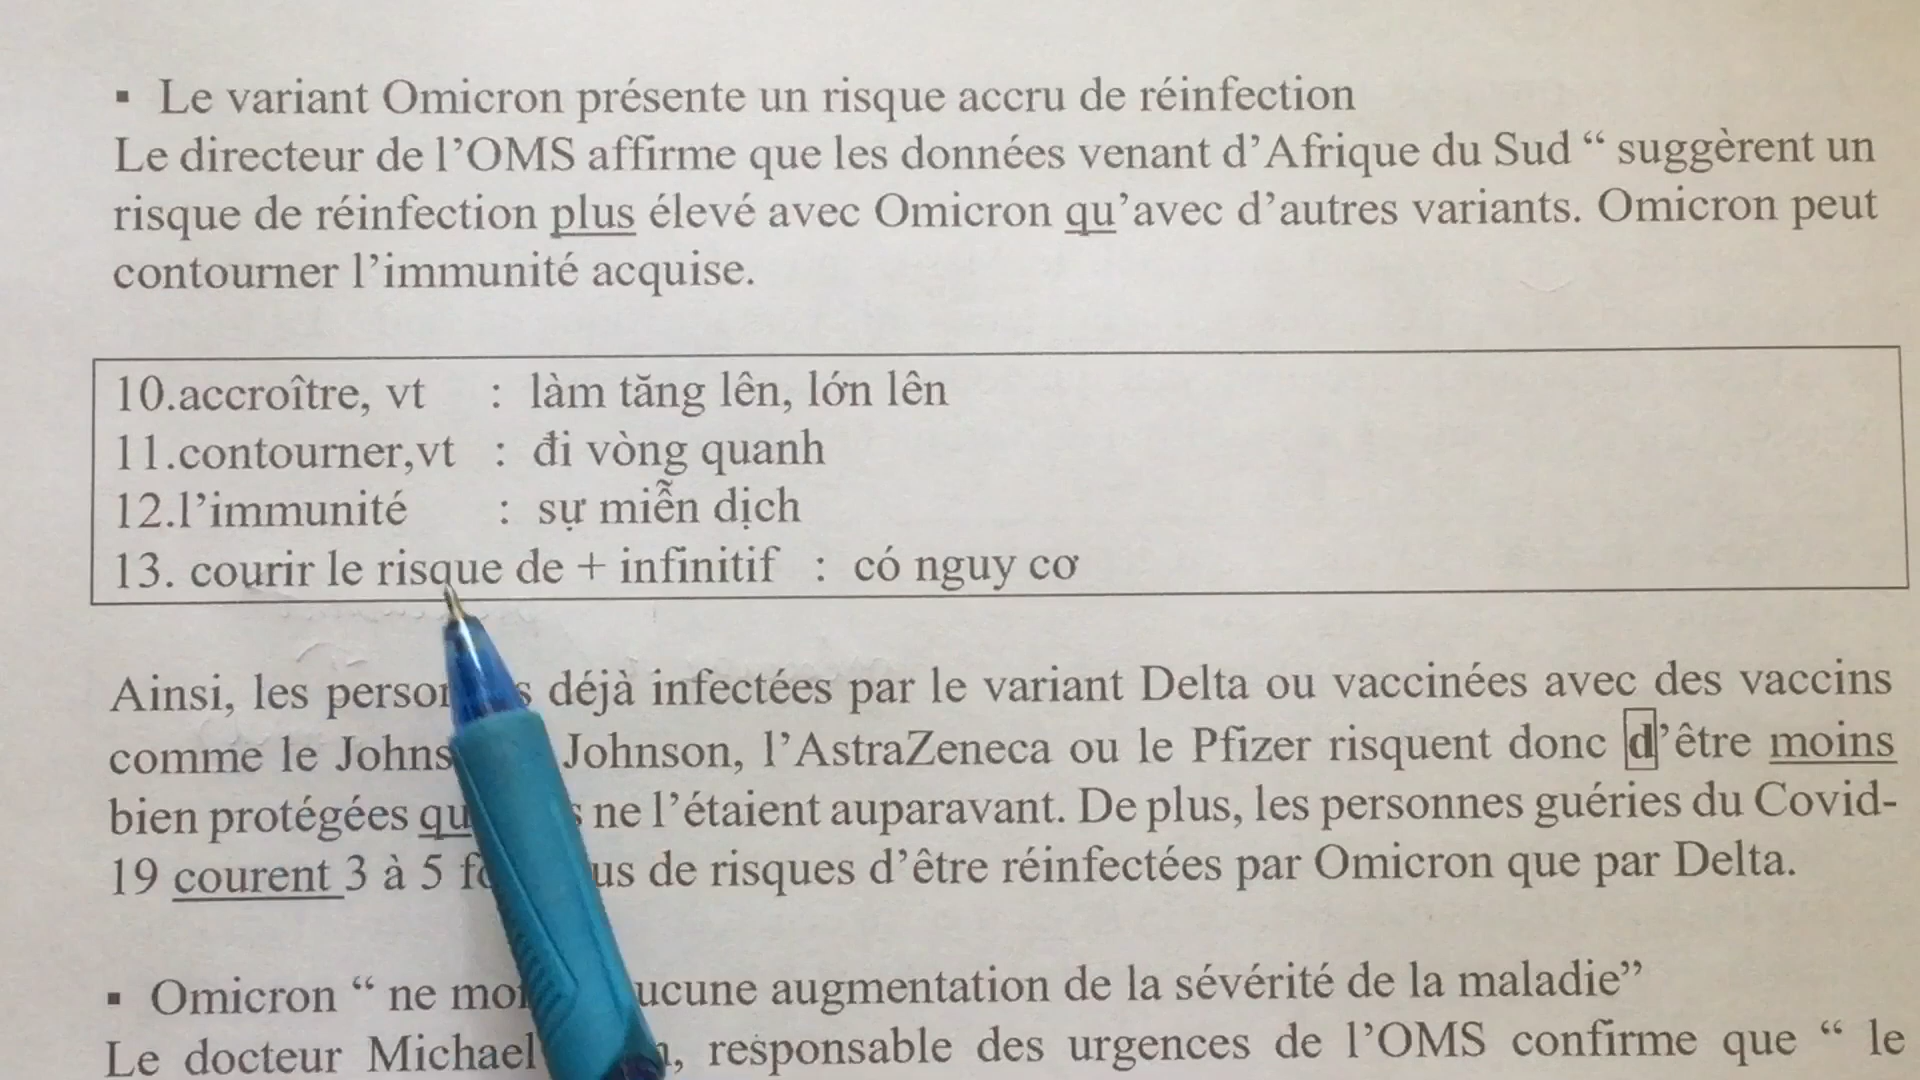 ▪ Le variant Omicron présente un risque accru de réinfection
Le directeur de l’OMS affirme que les données venant d’Afrique du Sud “ suggèrent un
risque de réinfection plus élevé avec Omicron qu’avec d’autres variants. Omicron peut
contourner l’immunité acquise.
10.accroître, vt : làm tăng lên, lớn lên
11.contourner,vt : đi vòng quanh
12.l’immunité : sự miễn dịch
13. courir le risque de + infinitif : có nguy cơ
Ainsi, les déjà infectées par le variant Delta ou vaccinées avec des vaccins
comme le Johnson, l’AstraZeneca ou le Pfizer risquent donc d’être moins
bien protégées ne l’étaient auparavant. De plus, les personnes guéries du Covid-
19 courent 3 à 5 de risques d’être réinfectées par Omicron que par Delta.
▪ Omicron “ ne augmentation de la sévérité de la maladie”
Le docteur Michael responsable des urgences de l’OMS confirme que “ le